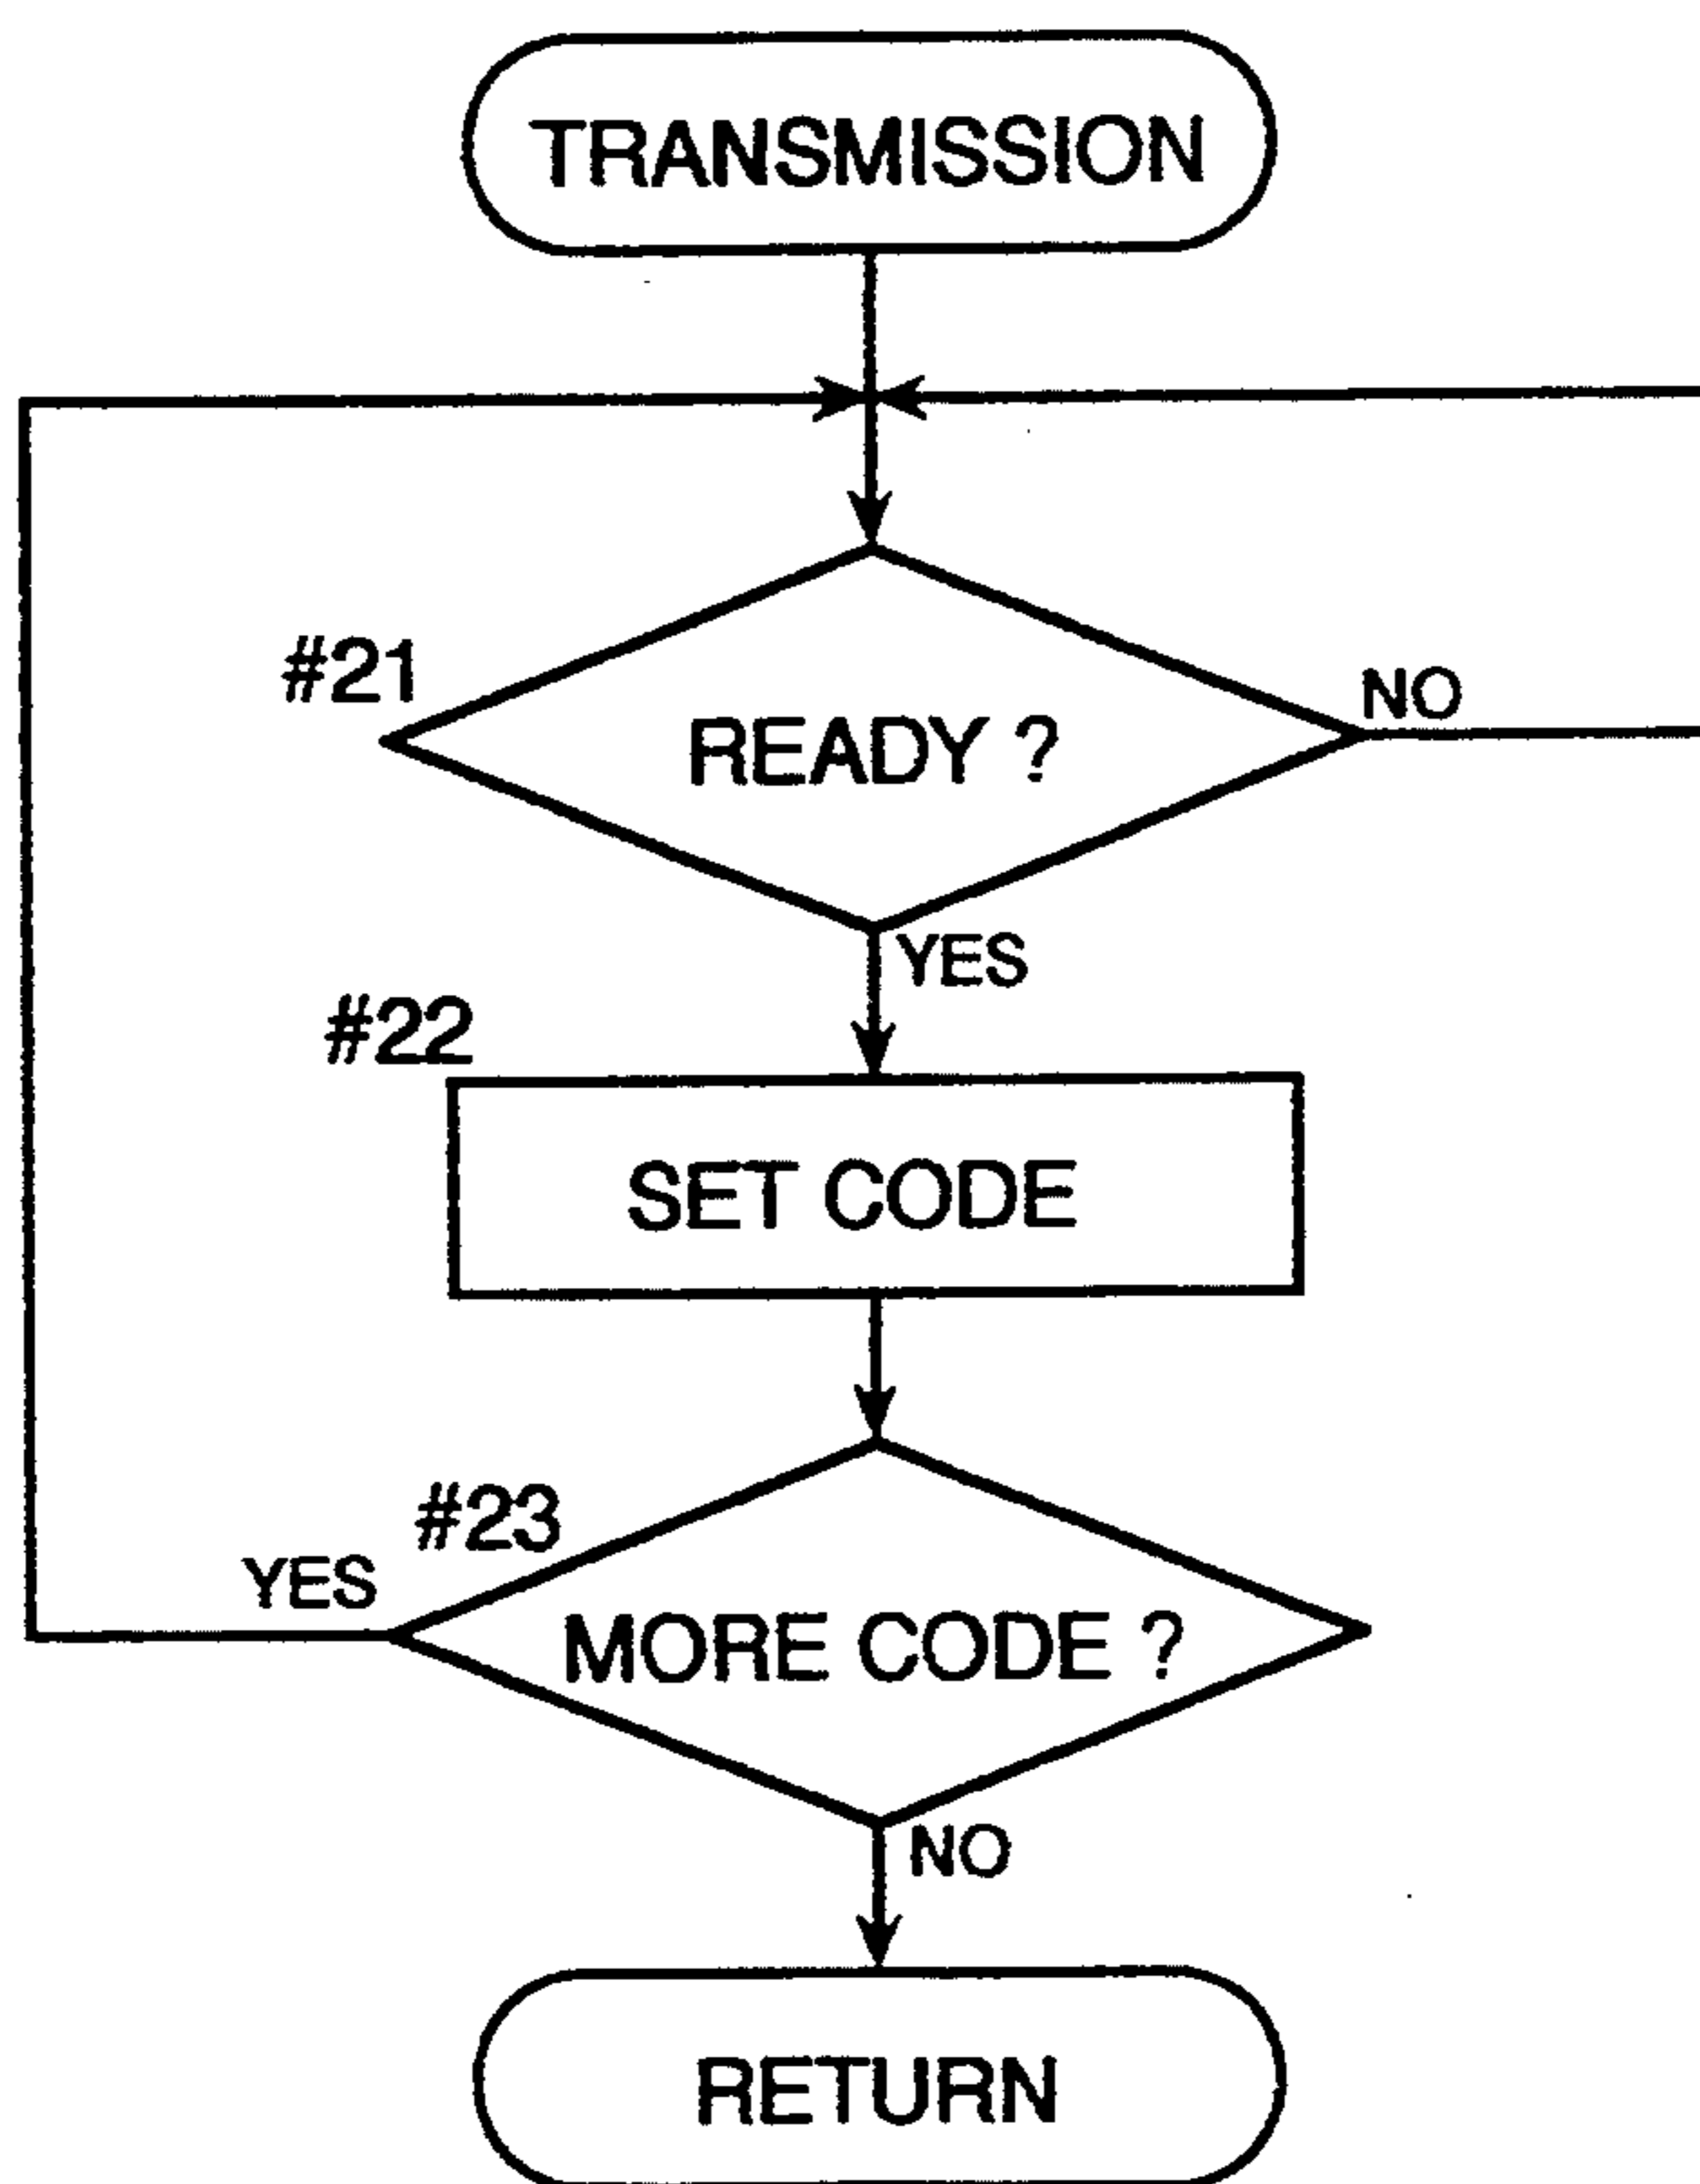 TRANSMISSION
#21
READY ?
NO
YES
#22
SET CODE
#23
YES
MORE CODE ?
NO
RETURN